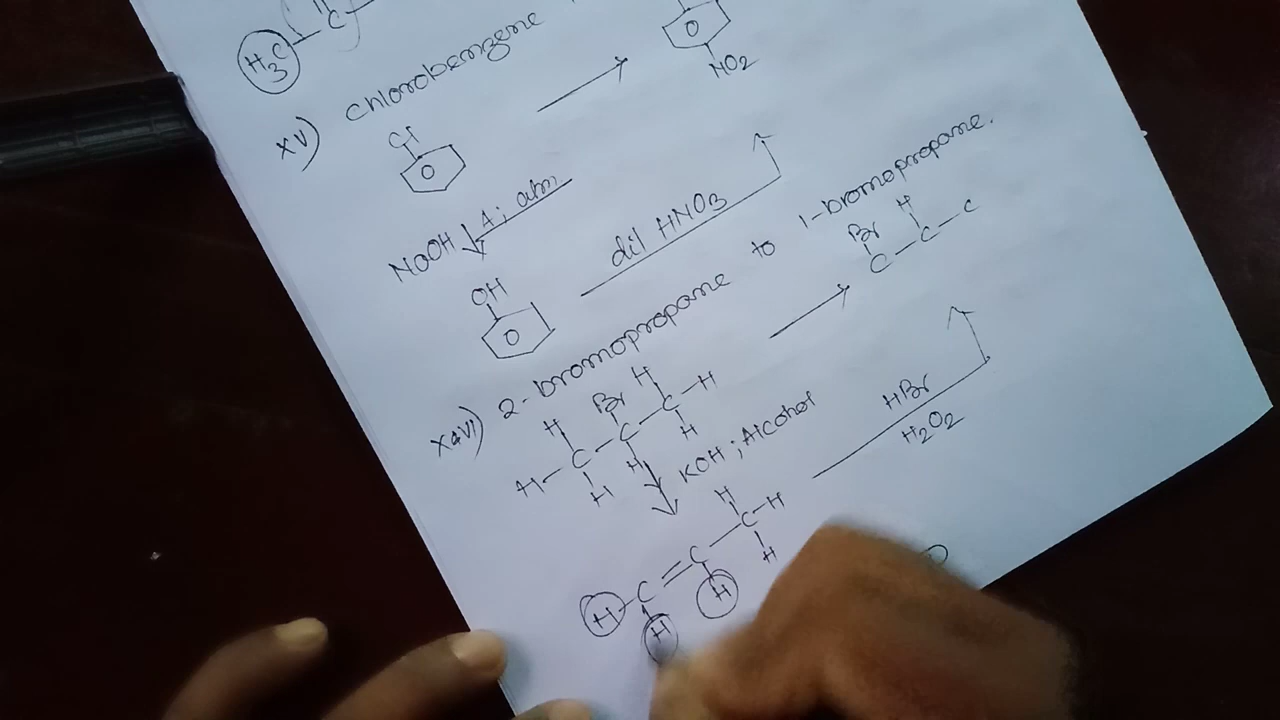 H3C C
xv) chlorobenzene
NO2
Cl
NaOH Δ; atm
OH dil HNO3
xvi) 2-bromopropane to 1-bromopropane.
Br H
C C C
H Br H
H C C C H
H H H
KOH ; Alcohol
HBr
H2O2
H
H C C C H
H H H